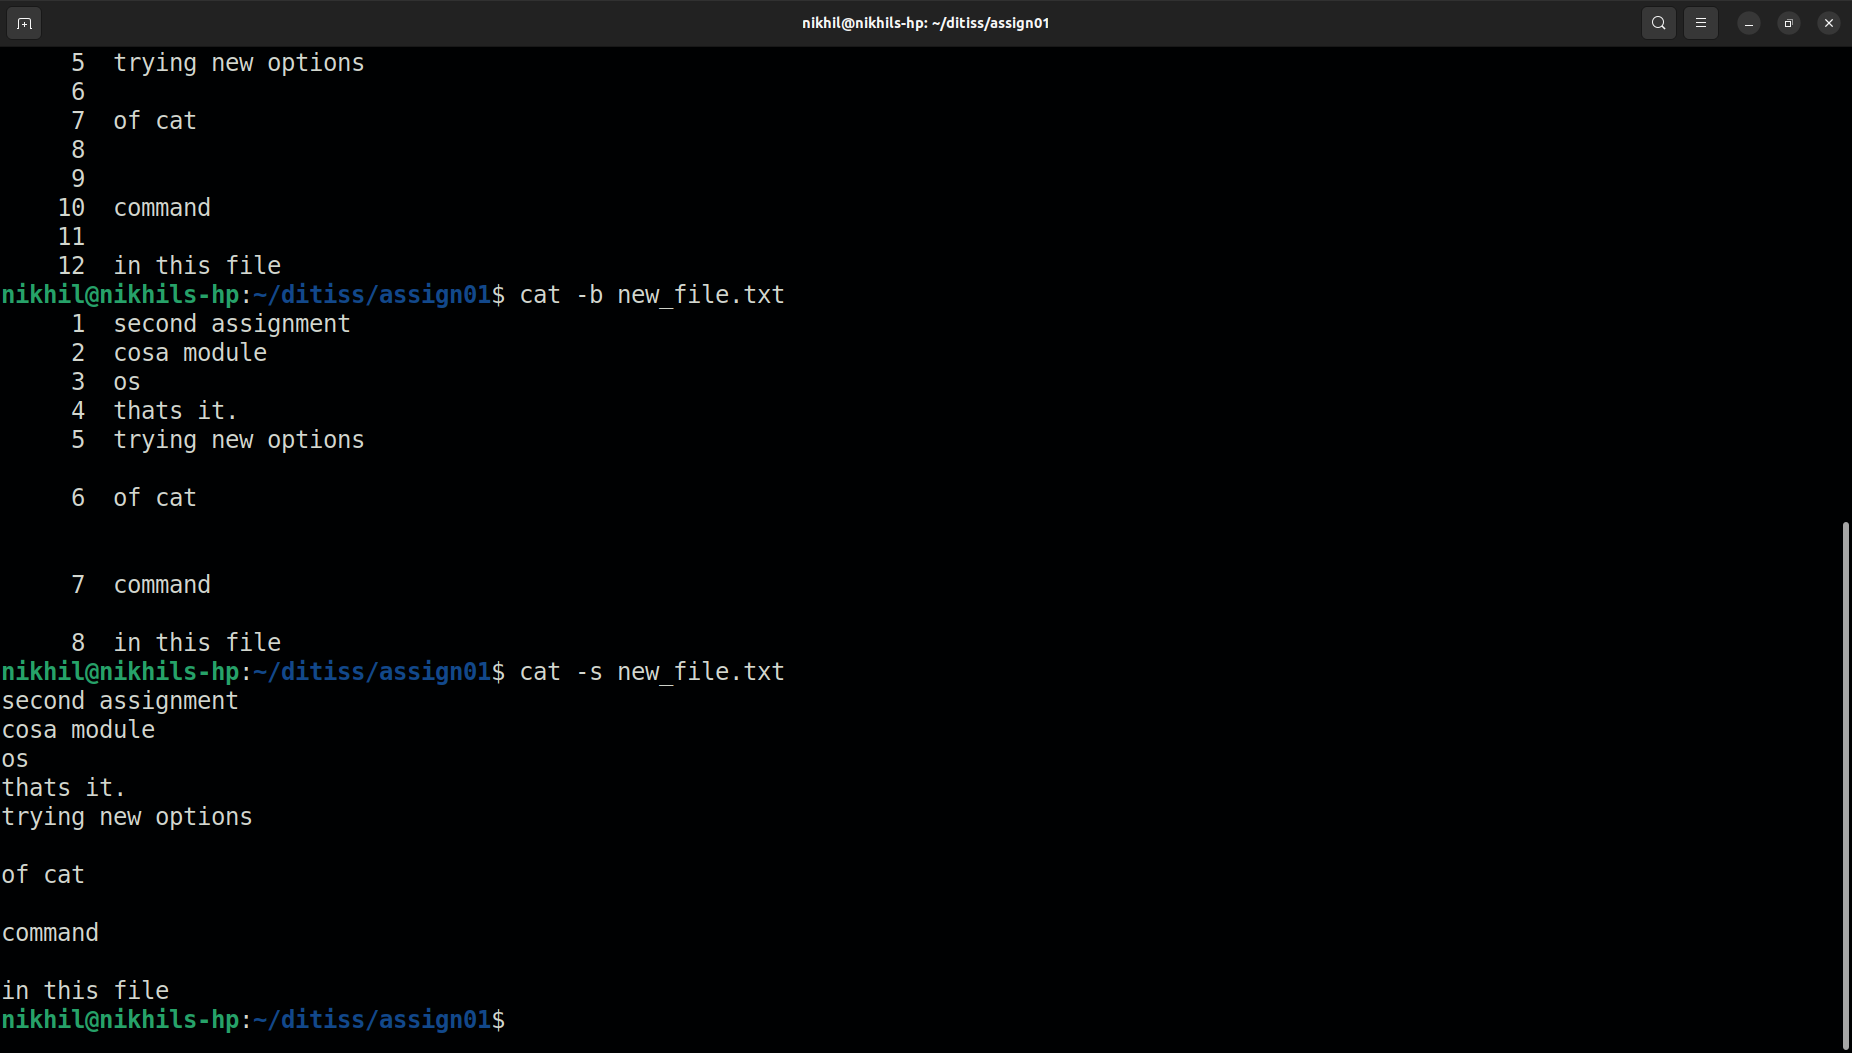 nikhil@nikhils-hp: ~/ditiss/assign01
     5  trying new options
     6
     7  of cat
     8
     9
    10  command
    11
    12  in this file
nikhil@nikhils-hp:~/ditiss/assign01$ cat -b new_file.txt
     1  second assignment
     2  cosa module
     3  os
     4  thats it.
     5  trying new options

     6  of cat


     7  command

     8  in this file
nikhil@nikhils-hp:~/ditiss/assign01$ cat -s new_file.txt
second assignment
cosa module
os
thats it.
trying new options

of cat

command

in this file
nikhil@nikhils-hp:~/ditiss/assign01$